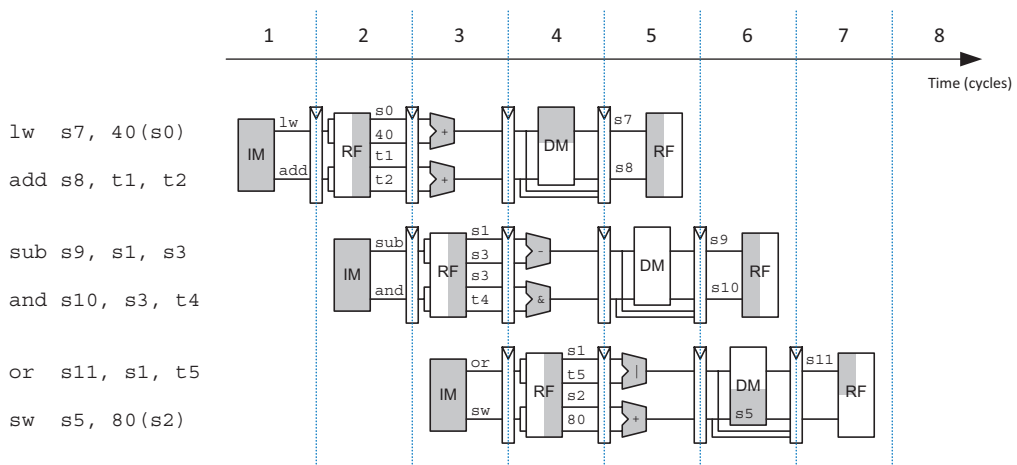 1 2 3 4 5 6 7 8
Time (cycles)
lw s7, 40(s0)
add s8, t1, t2
IM
lw
add
RF
s0
40
t1
t2
+
+
DM
s7
s8
RF
sub s9, s1, s3
and s10, s3, t4
IM
sub
and
RF
s1
s3
s3
t4
-
&
DM
s9
s10
RF
or s11, s1, t5
sw s5, 80(s2)
IM
or
sw
RF
s1
t5
s2
80
|
+
DM
s5
s11
RF